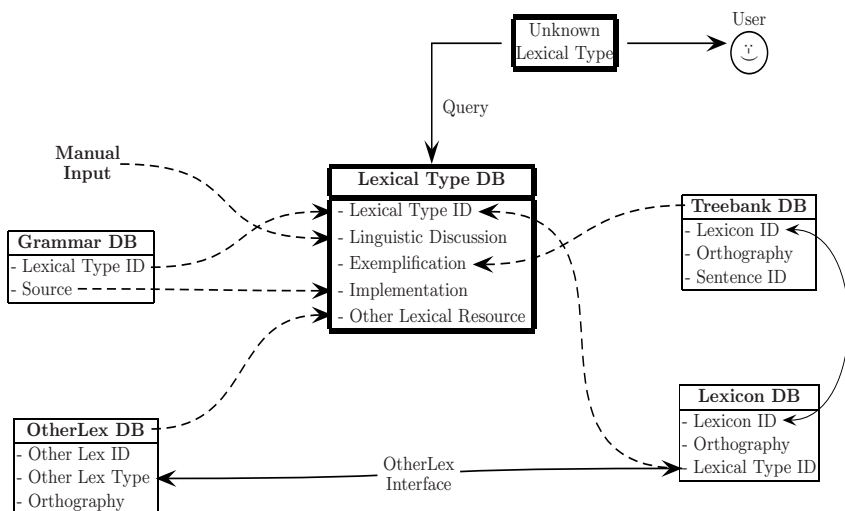 User
Unknown
Lexical Type
Query
Manual
Input
Lexical Type DB
- Lexical Type ID
- Linguistic Discussion
- Exemplification
- Implementation
- Other Lexical Resource
Grammar DB
- Lexical Type ID
- Source
Treebank DB
- Lexicon ID
- Orthography
- Sentence ID
OtherLex DB
- Other Lex ID
- Other Lex Type
- Orthography
OtherLex
Interface
Lexicon DB
- Lexicon ID
- Orthography
- Lexical Type ID